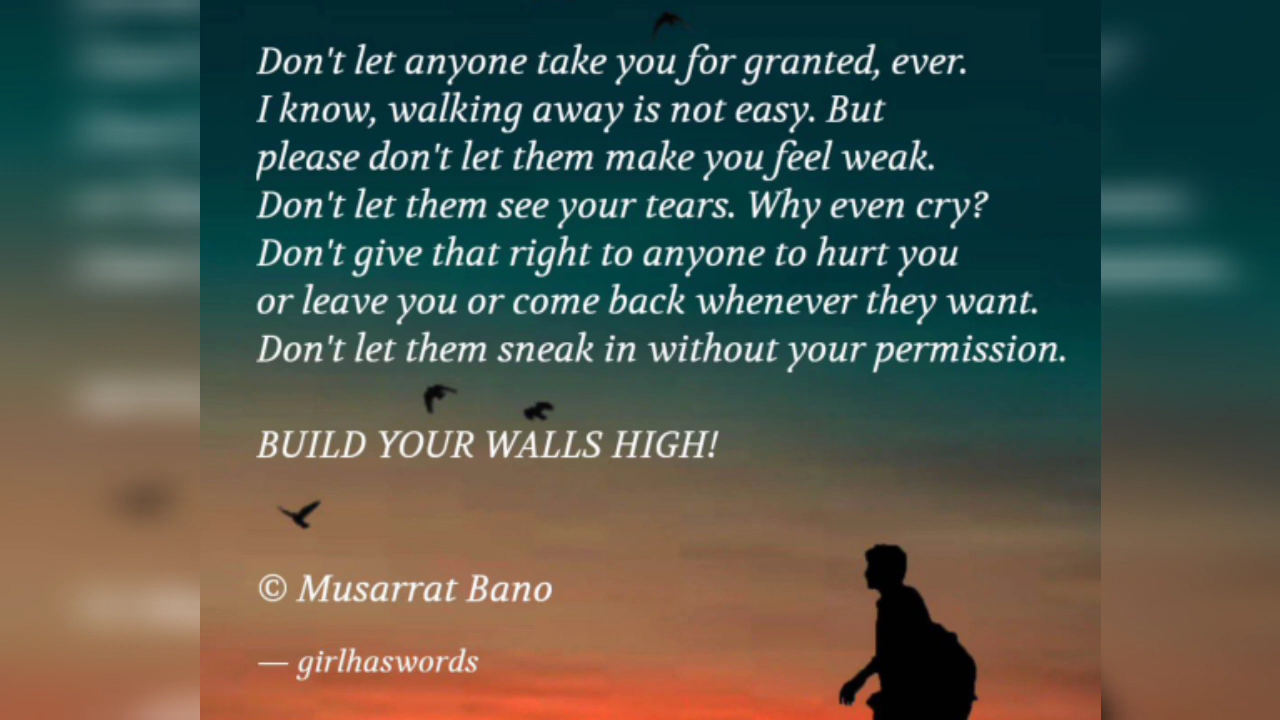 Don't let anyone take you for granted, ever.
I know, walking away is not easy. But
please don't let them make you feel weak.
Don't let them see your tears. Why even cry?
Don't give that right to anyone to hurt you
or leave you or come back whenever they want.
Don't let them sneak in without your permission.
BUILD YOUR WALLS HIGH!
© Musarrat Bano
— girlhaswords